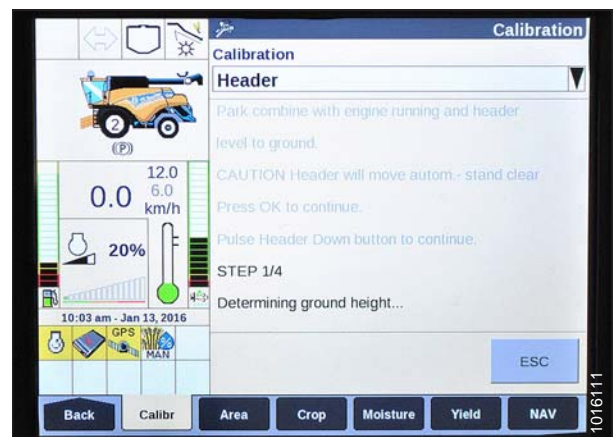 Calibration
Calibration
Header
Park combine with engine running and header
level to ground.
CAUTION Header will move autom.- stand clear
Press OK to continue.
Pulse Header Down button to continue.
STEP 1/4
Determining ground height...
ESC
2
(P)
12.0
0.0
6.0
km/h
20%
10:03 am - Jan 13, 2016
GPS
MAN
Back
Calibr
Area
Crop
Moisture
Yield
NAV
1016111